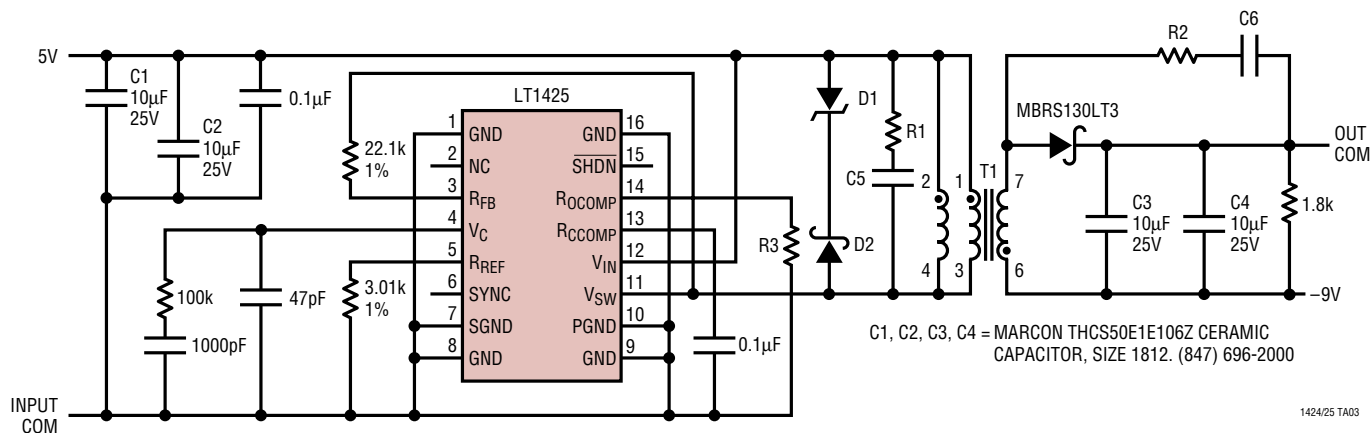 5V
C1
10µF
25V
C2
10µF
25V
0.1µF
22.1k
1%
LT1425
1
GND
2
NC
3
RFB
4
VC
5
RREF
6
SYNC
7
SGND
8
GND
16
GND
15
SHDN
14
ROCOMP
13
RCCOMP
12
VIN
11
VSW
10
PGND
9
GND
3.01k
1%
100k
1000pF
47pF
INPUT
COM
0.1µF
R3
D1
D2
R1
C5
2
4
1
3
T1
7
6
R2
C6
MBRS130LT3
C3
10µF
25V
C4
10µF
25V
1.8k
OUT
COM
–9V
C1, C2, C3, C4 = MARCON THCS50E1E106Z CERAMIC
CAPACITOR, SIZE 1812. (847) 696-2000
1424/25 TA03